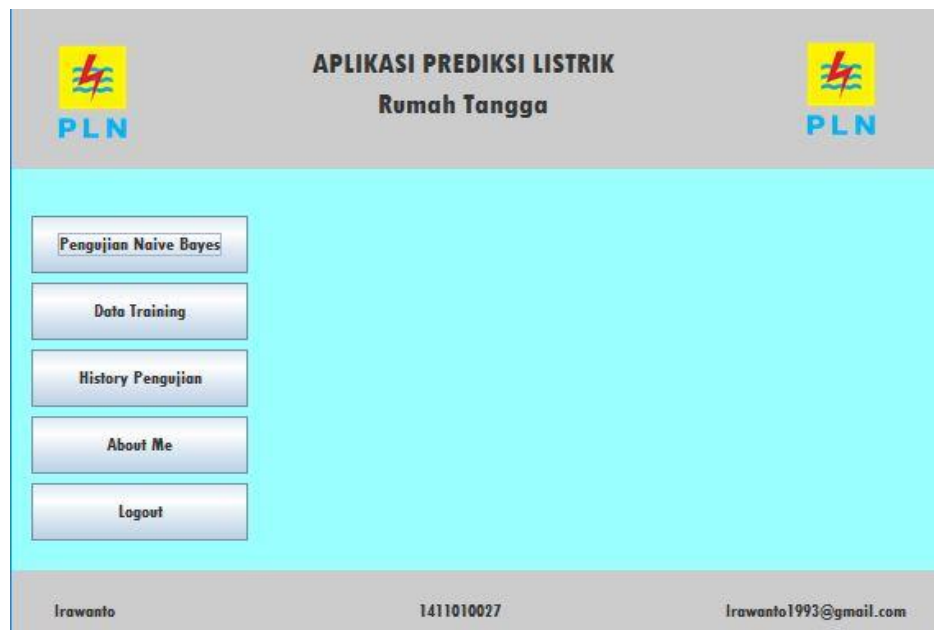 APLIKASI PREDIKSI LISTRIK
Rumah Tangga
PLN
PLN
Pengujian Naive Bayes
Data Training
History Pengujian
About Me
Logout
Irawanto
1411010027
Irawanto1993@gmail.com